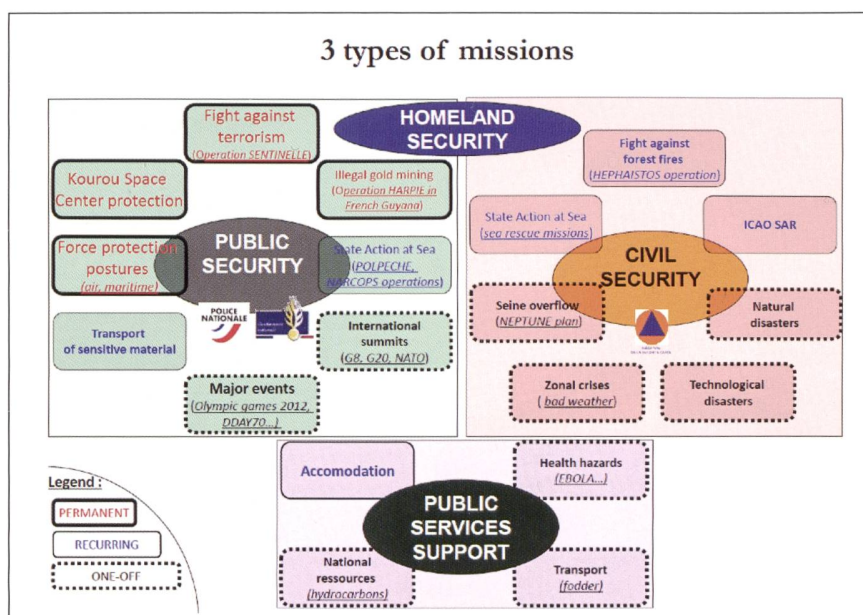 3 types of missions
HOMELAND
SECURITY
Fight against
terrorism
(Operation SENTINELLE)
Kourou Space
Center protection
Illegal gold mining
(Operation HARPIE in
French Guyana)
Force protection
postures
(air, maritime)
PUBLIC
SECURITY
State Action at Sea
(POLPECHE,
NARCOPS operations)
Transport
of sensitive material
POLICE
NATIONALE
International
summits
(G8, G20, NATO)
Major events
(Olympic games 2012,
DDAY70...)
Fight against
forest fires
(HEPHAISTOS operation)
State Action at Sea
(sea rescue missions)
ICAO SAR
CIVIL
SECURITY
Seine overflow
(NEPTUNE plan)
Natural
disasters
Zonal crises
( bad weather)
Technological
disasters
Accomodation
Health hazards
(EBOLA...)
PUBLIC
SERVICES
SUPPORT
National
ressources
(hydrocarbons)
Transport
(fodder)
Legend :
PERMANENT
RECURRING
ONE-OFF